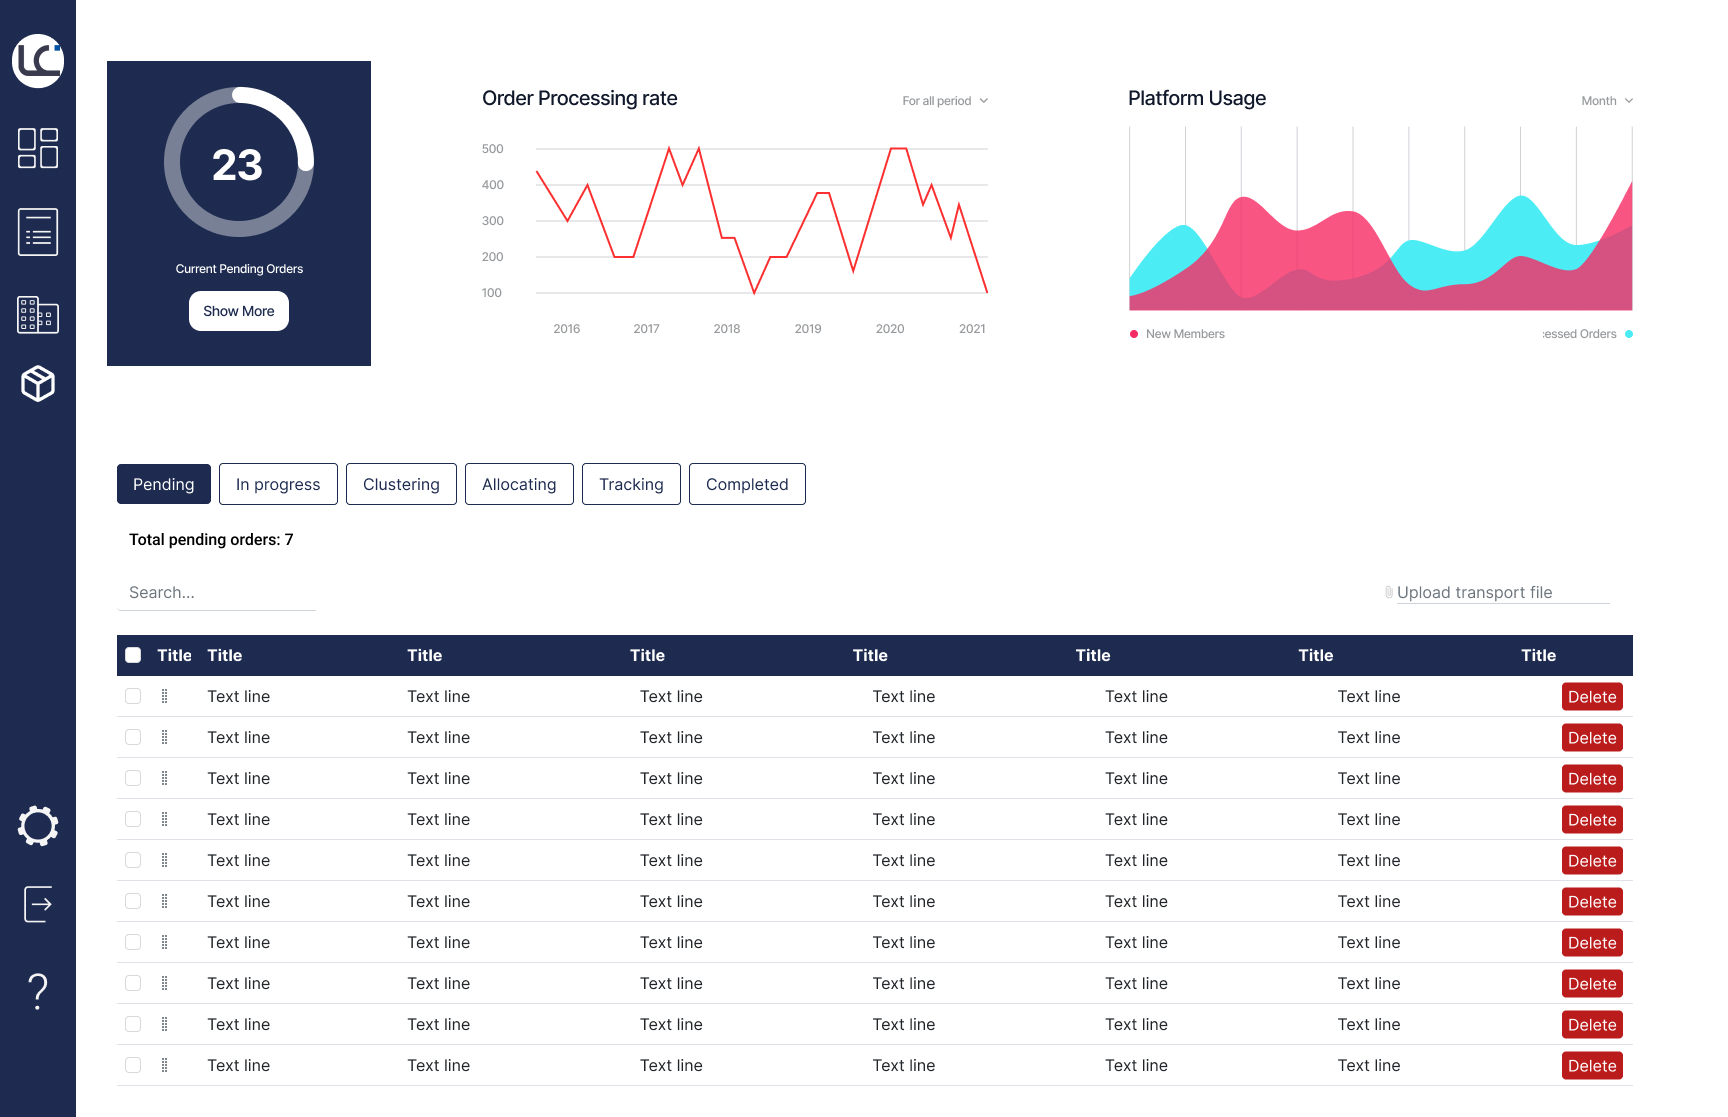 LC
23
Current Pending Orders
Show More
Order Processing rate
For all period
500
400
300
200
100
2016 2017 2018 2019 2020 2021
Platform Usage
Month
New Members
cessed Orders
Pending In progress Clustering Allocating Tracking Completed
Total pending orders: 7
Search...
Upload transport file
Title Title Title Title Title Title Title Title
Text line Text line Text line Text line Text line Text line Delete
Text line Text line Text line Text line Text line Text line Delete
Text line Text line Text line Text line Text line Text line Delete
Text line Text line Text line Text line Text line Text line Delete
Text line Text line Text line Text line Text line Text line Delete
Text line Text line Text line Text line Text line Text line Delete
Text line Text line Text line Text line Text line Text line Delete
Text line Text line Text line Text line Text line Text line Delete
Text line Text line Text line Text line Text line Text line Delete
Text line Text line Text line Text line Text line Text line Delete
?